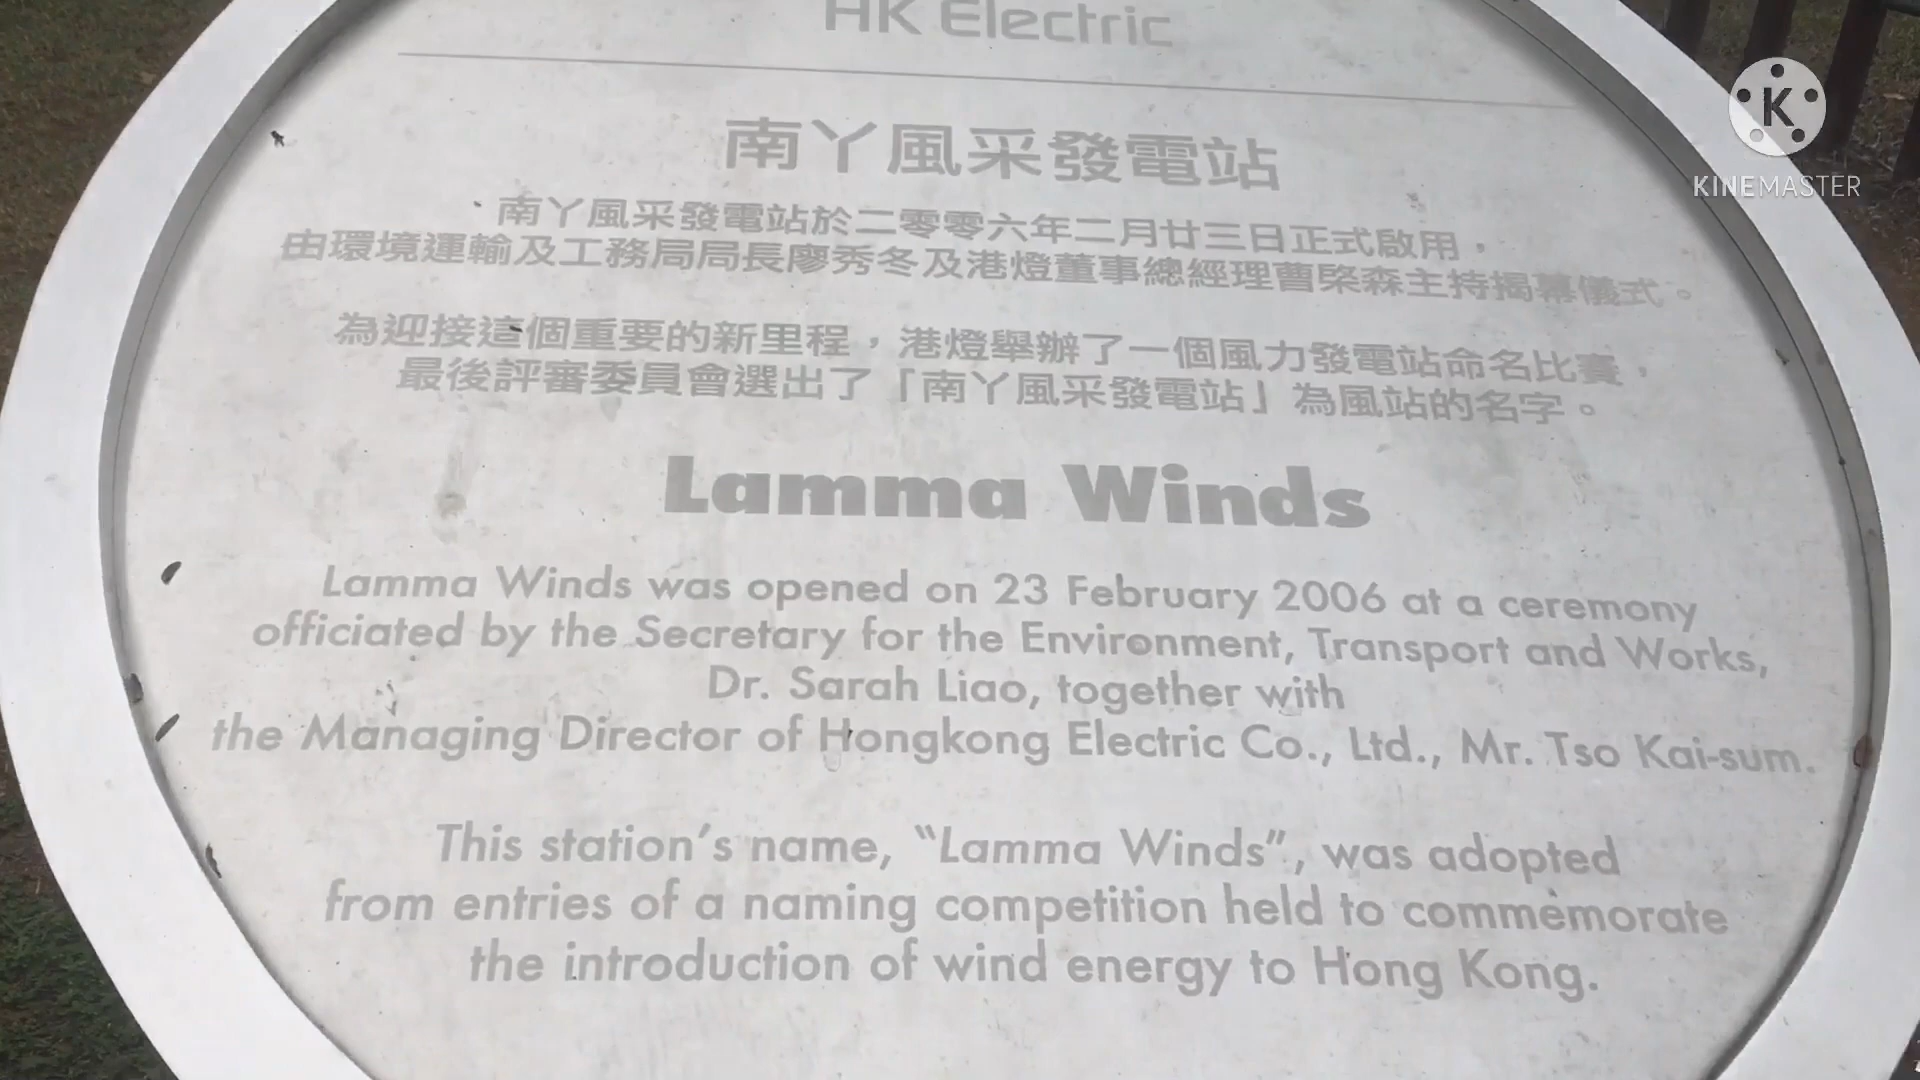 HK Electric
南丫風采發電站
南丫風采發電站於二零零六年二月廿三日正式啟用，
由環境運輸及工務局局長廖秀冬及港燈董事總經理曹棨森主持揭幕儀式。
為迎接這個重要的新里程，港燈舉辦了一個風力發電站命名比賽，
最後評審委員會選出了「南丫風采發電站」為風站的名字。
Lamma Winds
Lamma Winds was opened on 23 February 2006 at a ceremony
officiated by the Secretary for the Environment, Transport and Works,
Dr. Sarah Liao, together with
the Managing Director of Hongkong Electric Co., Ltd., Mr. Tso Kai-sum.
This station's name, "Lamma Winds", was adopted
from entries of a naming competition held to commemorate
the introduction of wind energy to Hong Kong.
K
KINEMASTER